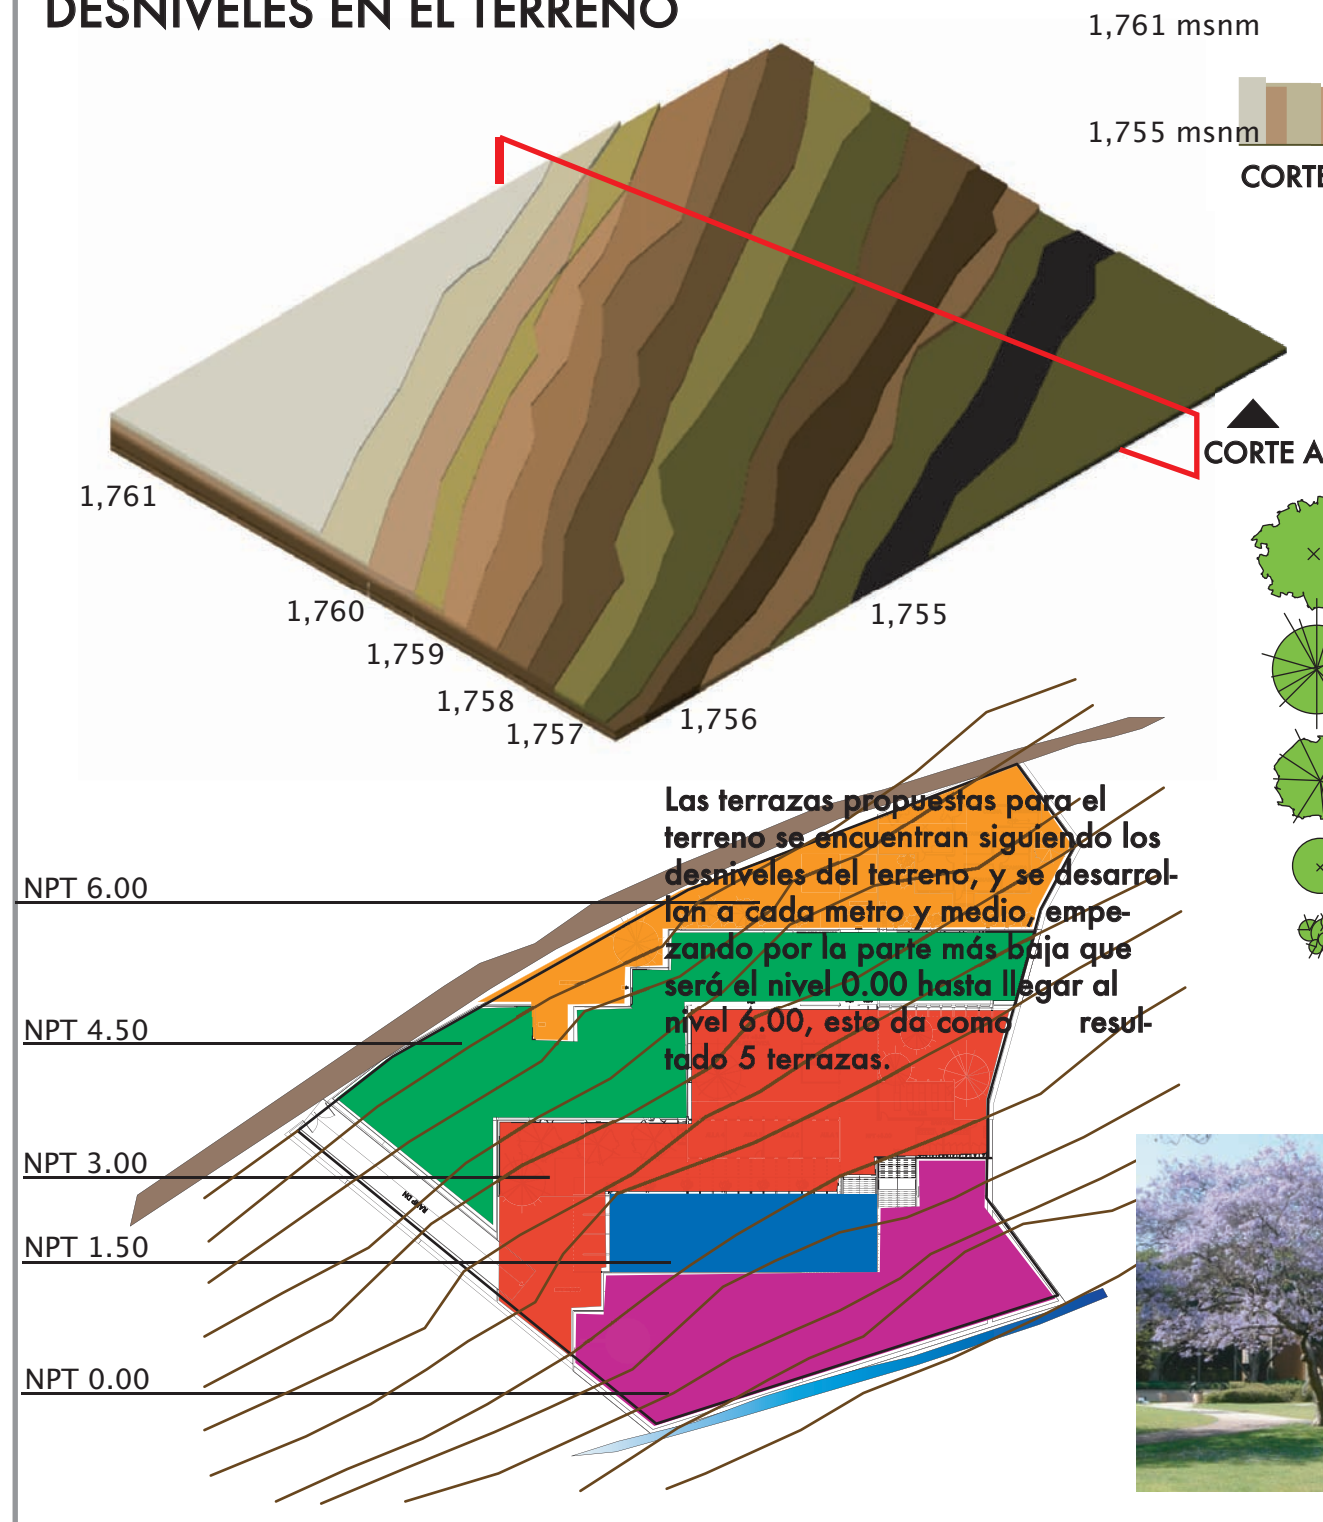 DESNIVELES EN EL TERRENO
1,761 msnm
1,755 msnm
CORTE
CORTE A
1,761
1,760
1,759
1,758
1,757
1,756
1,755
Las terrazas propuestas para el
terreno se encuentran siguiendo los
desniveles del terreno, y se desarrol-
lan a cada metro y medio, empe-
zando por la parte más baja que
será el nivel 0.00 hasta llegar al
nivel 6.00, esto da como resul-
tado 5 terrazas.
NPT 6.00
NPT 4.50
NPT 3.00
NPT 1.50
NPT 0.00
RAMP DN